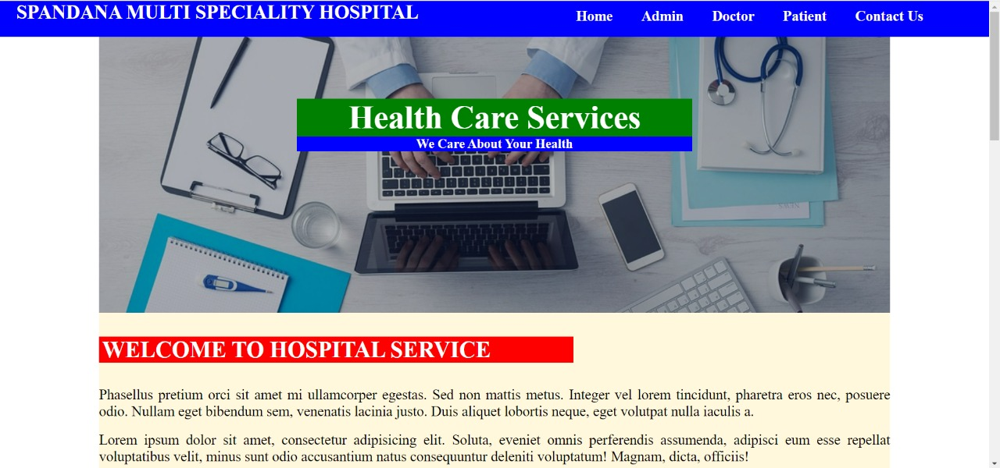 SPANDANA MULTI SPECIALITY HOSPITAL
Home Admin Doctor Patient Contact Us
Health Care Services
We Care About Your Health
WELCOME TO HOSPITAL SERVICE
Phasellus pretium orci sit amet mi ullamcorper egestas. Sed non mattis metus. Integer vel lorem tincidunt, pharetra eros nec, posuere
odio. Nullam eget bibendum sem, venenatis lacinia justo. Duis aliquet lobortis neque, eget volutpat nulla iaculis a.
Lorem ipsum dolor sit amet, consectetur adipisicing elit. Soluta, eveniet omnis perferendis assumenda, adipisci eum esse repellat
voluptatibus velit, minus sunt odio accusantium natus consequuntur deleniti voluptatum! Magnam, dicta, officiis!